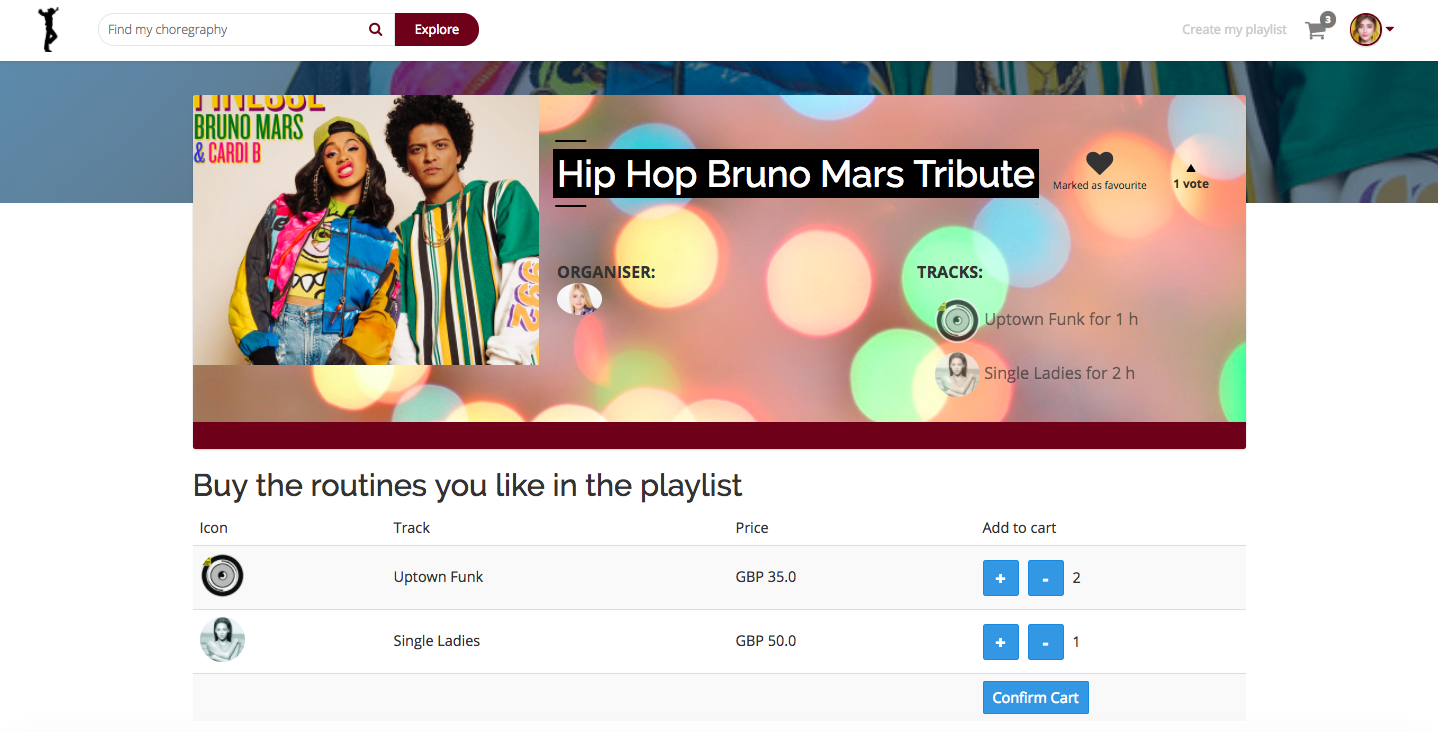 Find my choregraphy
Explore
Create my playlist
3
FINESSE
BRUNO MARS
& CARDI B
Hip Hop Bruno Mars Tribute
Marked as favourite
▲
1 vote
ORGANISER:
TRACKS:
Uptown Funk for 1 h
Single Ladies for 2 h
Buy the routines you like in the playlist
Icon Track Price Add to cart
Uptown Funk GBP 35.0 + - 2
Single Ladies GBP 50.0 + - 1
Confirm Cart